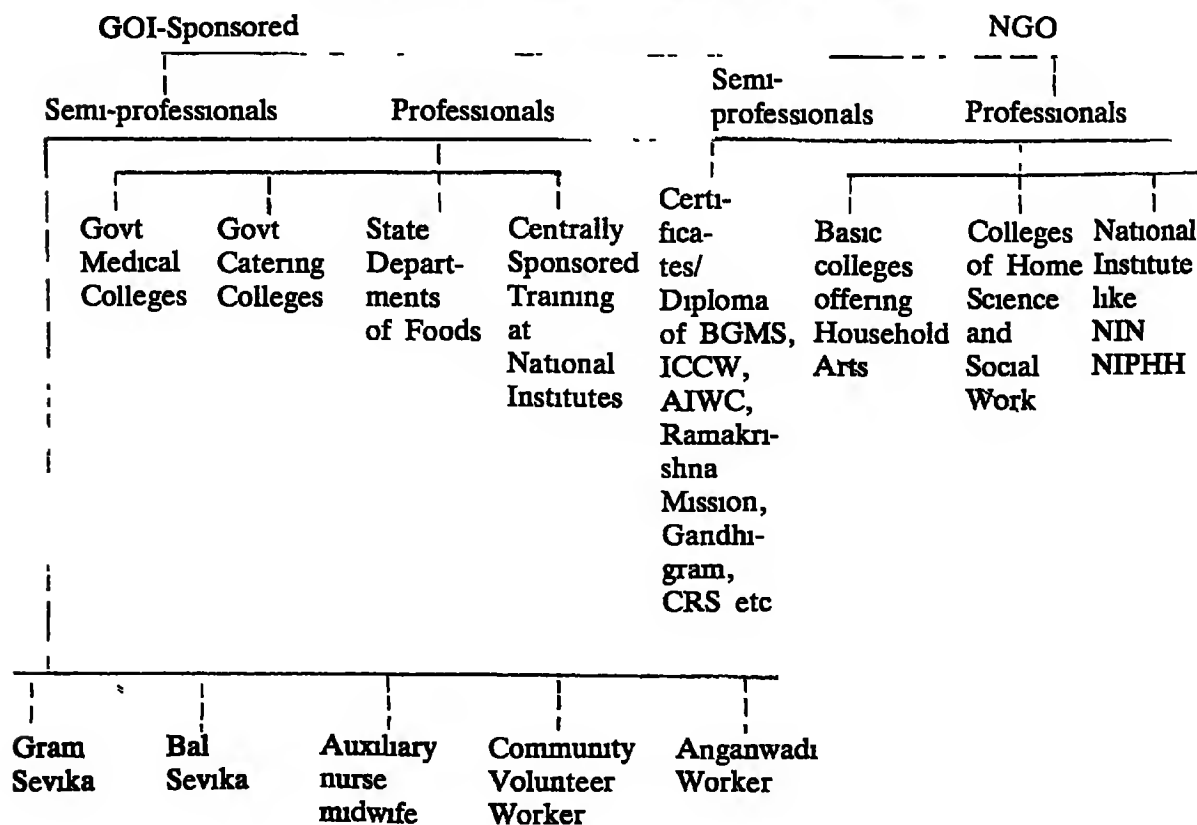 GOI-Sponsored
NGO
Semi-professionals
Professionals
Semi-
professionals
Professionals
Govt
Medical
Colleges
Govt
Catering
Colleges
State
Depart-
ments
of Foods
Centrally
Sponsored
Training
at
National
Institutes
Certi-
fica-
tes/
Diploma
of BGMS,
ICCW,
AIWC,
Ramakri-
shna
Mission,
Gandhi-
gram,
CRS etc
Basic
colleges
offering
Household
Arts
Colleges
of Home
Science
and
Social
Work
National
Institute
like
NIN
NIPHH
Gram
Sevika
Bal
Sevika
Auxiliary
nurse
midwife
Community
Volunteer
Worker
Anganwadi
Worker